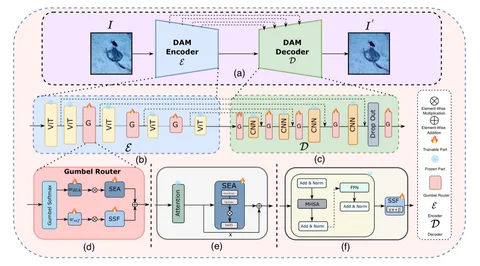 I
I'
DAM
Encoder
ℰ
DAM
Decoder
𝒟
(a)
ViT
ViT
G
ViT
G
ViT
G
ViT
G
CNN
G
CNN
G
CNN
G
CNN
Drop Out
G
ℰ
(b)
𝒟
(c)
Element-Wise
Multiplication
Element-Wise
Addition
Trainable Part
Frozen Part
Gumbel Router
ℰ
Encoder
𝒟
Decoder
Gumbel Router
Gumbel Softmax
SEA
SSF
(d)
Attention
SEA
x
(e)
Add & Norm
MHSA
FFN
Add & Norm
Add & Norm
SSF
(f)